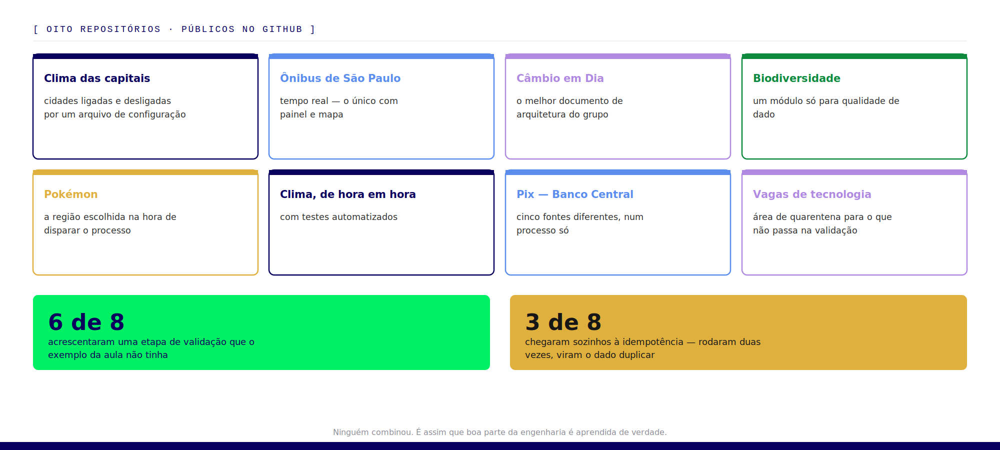 [ OITO REPOSITÓRIOS · PÚBLICOS NO GITHUB ]
Clima das capitais
cidades ligadas e desligadas
por um arquivo de configuração
Ônibus de São Paulo
tempo real — o único com
painel e mapa
Câmbio em Dia
o melhor documento de
arquitetura do grupo
Biodiversidade
um módulo só para qualidade de
dado
Pokémon
a região escolhida na hora de
disparar o processo
Clima, de hora em hora
com testes automatizados
Pix — Banco Central
cinco fontes diferentes, num
processo só
Vagas de tecnologia
área de quarentena para o que
não passa na validação
6 de 8
acrescentaram uma etapa de validação que o
exemplo da aula não tinha
3 de 8
chegaram sozinhos à idempotência — rodaram duas
vezes, viram o dado duplicar
Ninguém combinou. É assim que boa parte da engenharia é aprendida de verdade.